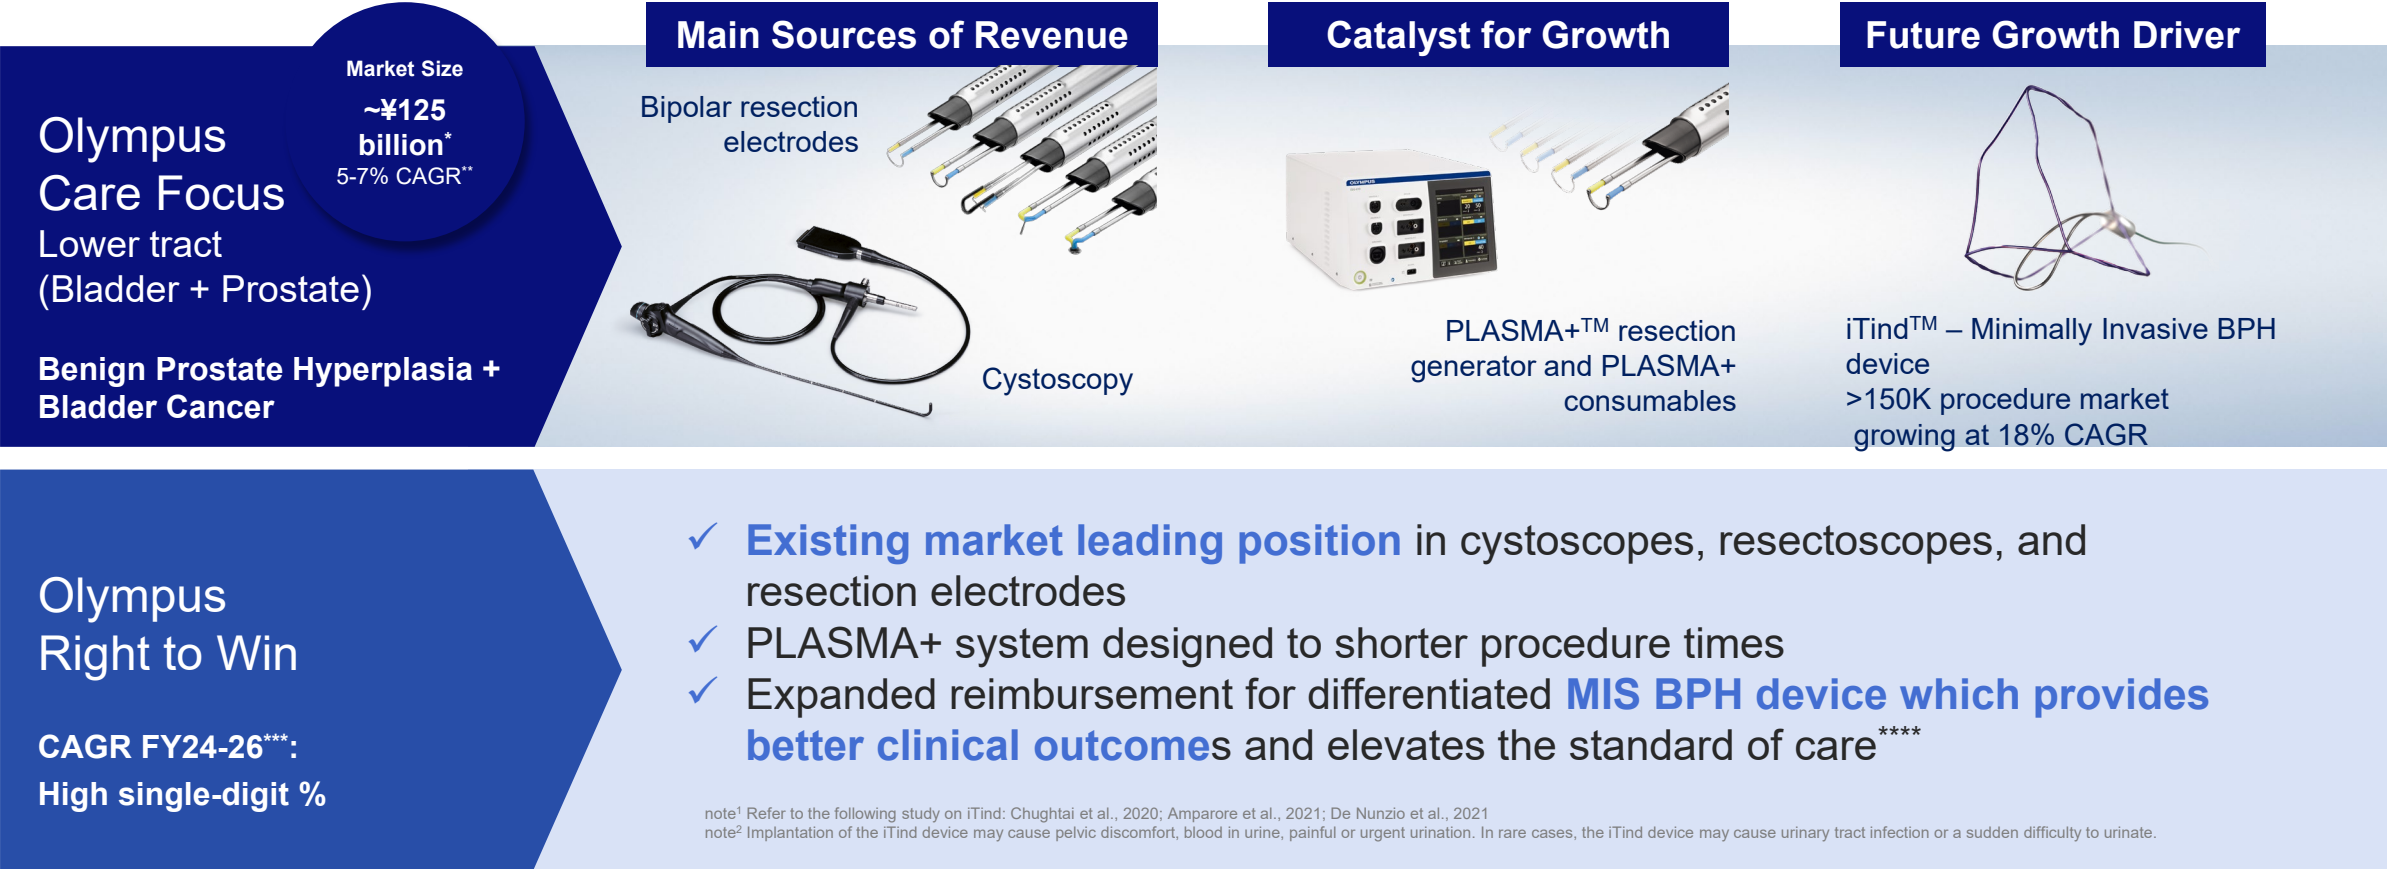 Main Sources of Revenue
Catalyst for Growth
Future Growth Driver
Market Size
~¥125
billion*
5-7% CAGR**
Olympus
Care Focus
Lower tract
(Bladder + Prostate)
Benign Prostate Hyperplasia +
Bladder Cancer
Bipolar resection
electrodes
Cystoscopy
OLYMPUS
PLASMA+TM resection
generator and PLASMA+
consumables
iTindTM – Minimally Invasive BPH
device
>150K procedure market
growing at 18% CAGR
Olympus
Right to Win
CAGR FY24-26***:
High single-digit %
✓ Existing market leading position in cystoscopes, resectoscopes, and
resection electrodes
✓ PLASMA+ system designed to shorter procedure times
✓ Expanded reimbursement for differentiated MIS BPH device which provides
better clinical outcomes and elevates the standard of care****
note1 Refer to the following study on iTind: Chughtai et al., 2020; Amparore et al., 2021; De Nunzio et al., 2021
note2 Implantation of the iTind device may cause pelvic discomfort, blood in urine, painful or urgent urination. In rare cases, the iTind device may cause urinary tract infection or a sudden difficulty to urinate.